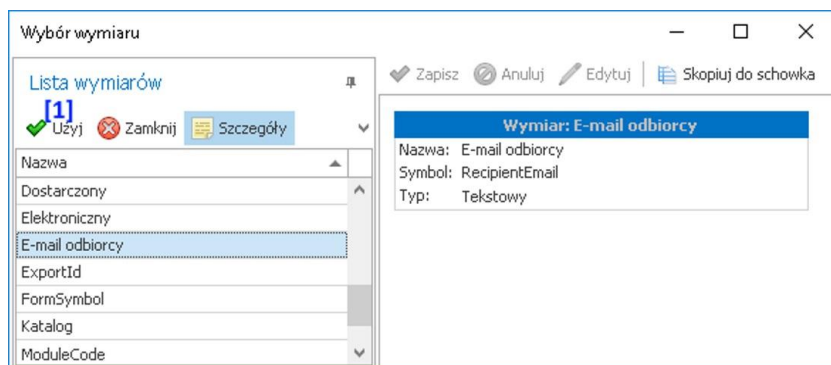 Wybór wymiaru
Lista wymiarów
[1]
Użyj Zamknij Szczegóły
Nazwa
Dostarczony
Elektroniczny
E-mail odbiorcy
ExportId
FormSymbol
Katalog
ModuleCode
Zapisz Anuluj Edytuj Skopiuj do schowka
Wymiar: E-mail odbiorcy
Nazwa: E-mail odbiorcy
Symbol: RecipientEmail
Typ: Tekstowy